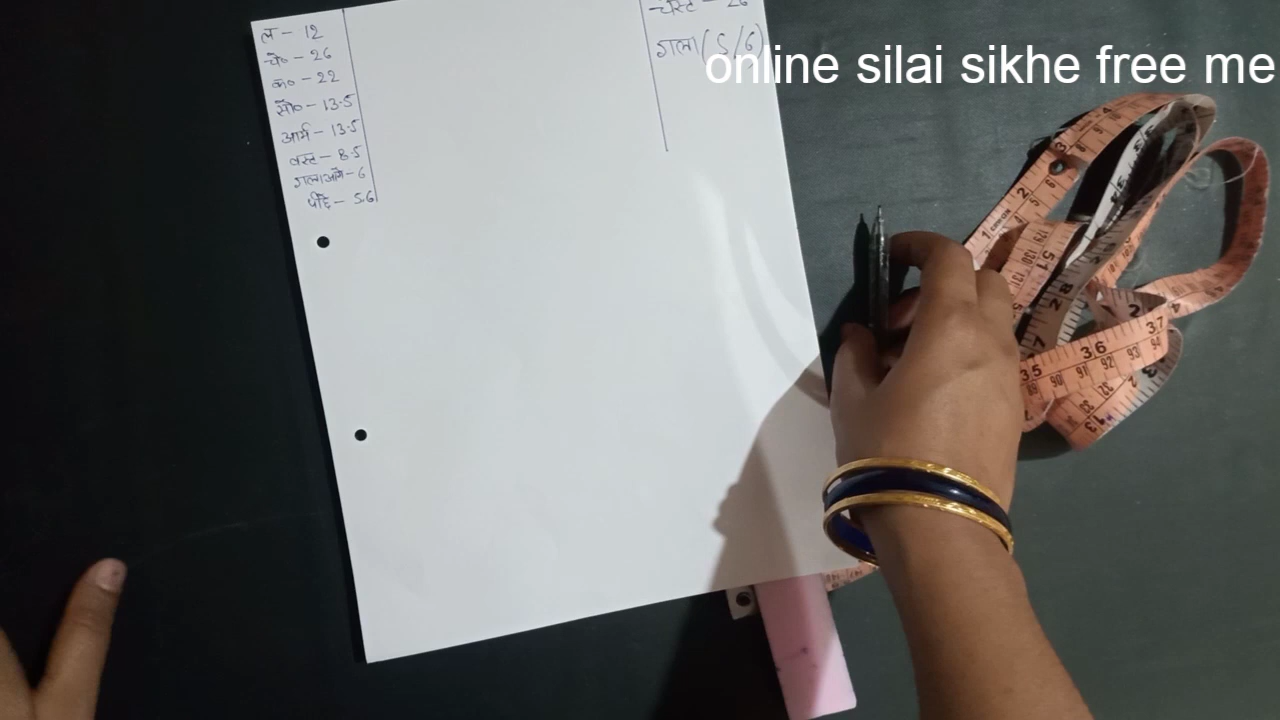 ल - 12
चे० - 26
क० - 22
सी० - 13.5
आर्म - 13.5
वस्ट - 8.5
गला आगे - 6
पीछे - 5.6
चेस्ट - 26
गला ( 5/6 )
online silai sikhe free me